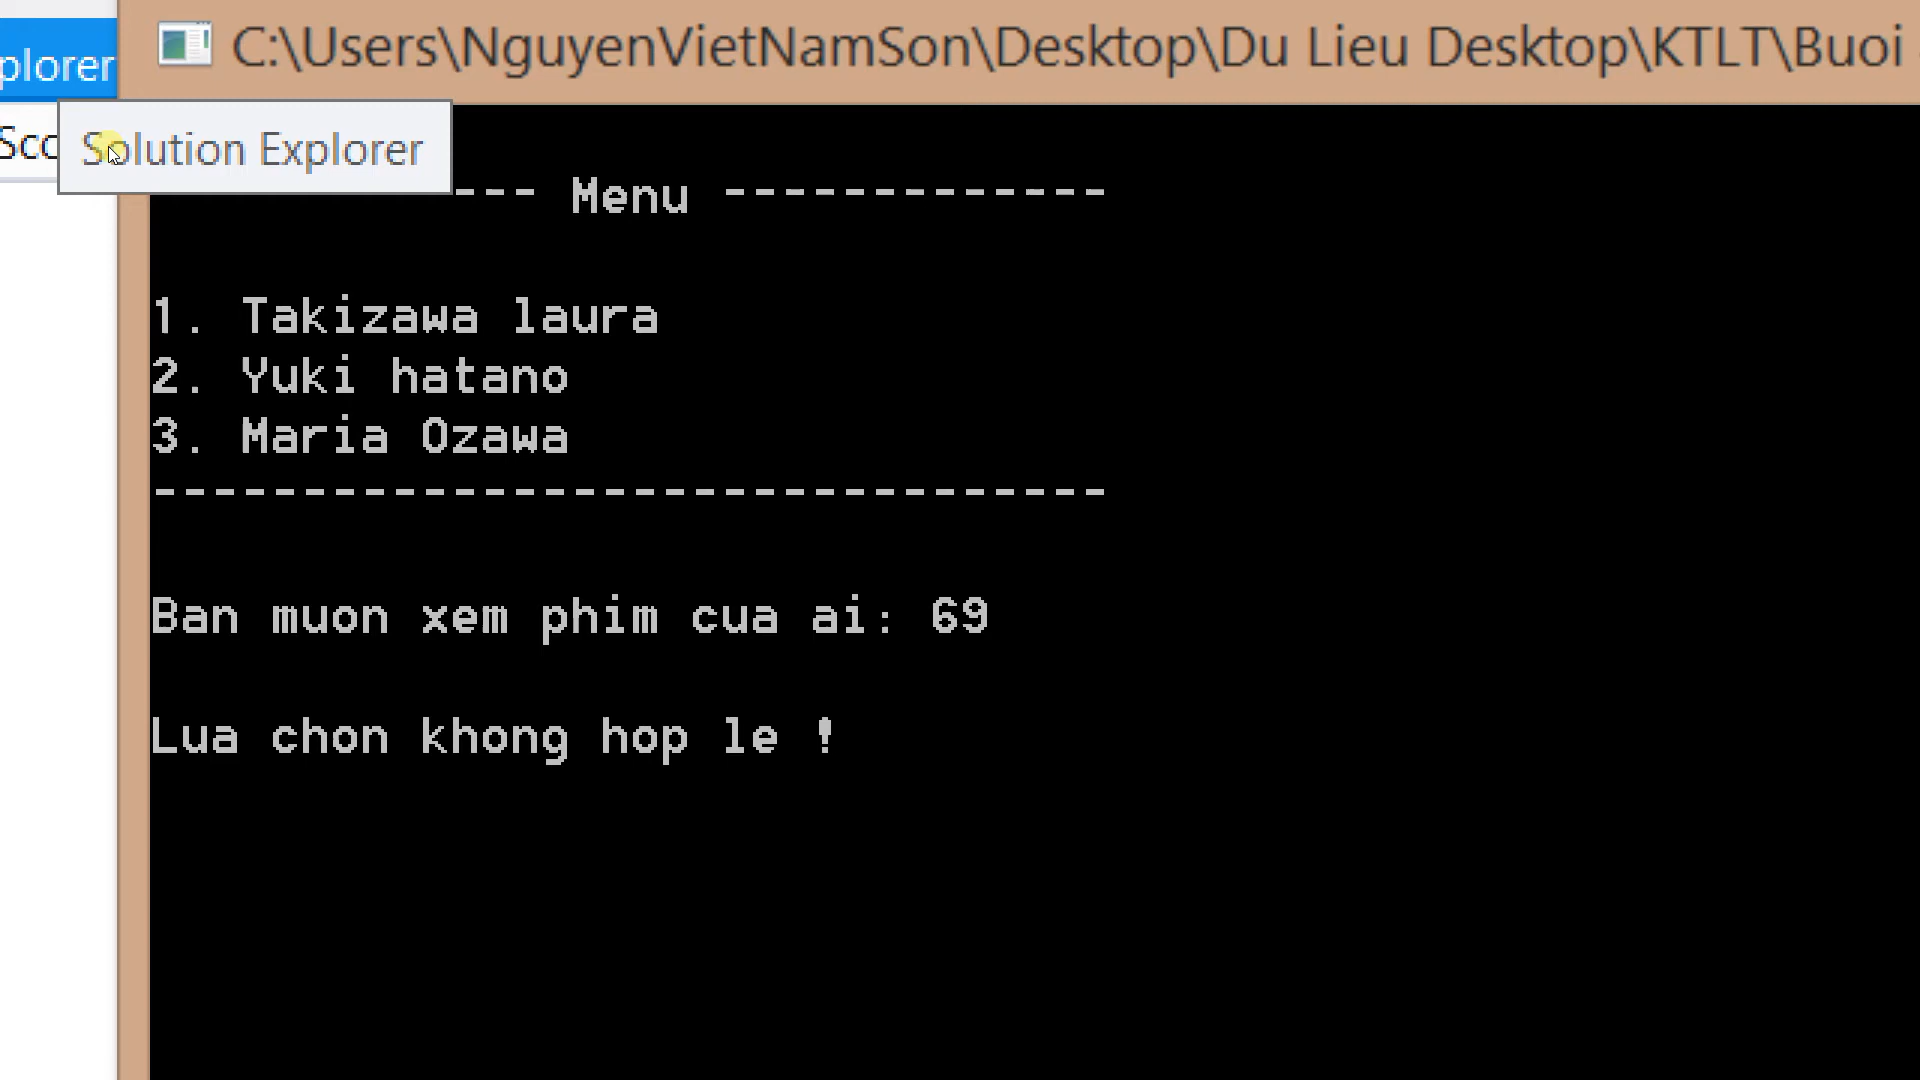 plorer
C:\Users\NguyenVietNamSon\Desktop\Du Lieu Desktop\KTLT\Buoi
Scc
Solution Explorer
--- Menu -------------
1. Takizawa laura
2. Yuki hatano
3. Maria Ozawa
--------------------------------
Ban muon xem phim cua ai: 69
Lua chon khong hop le !